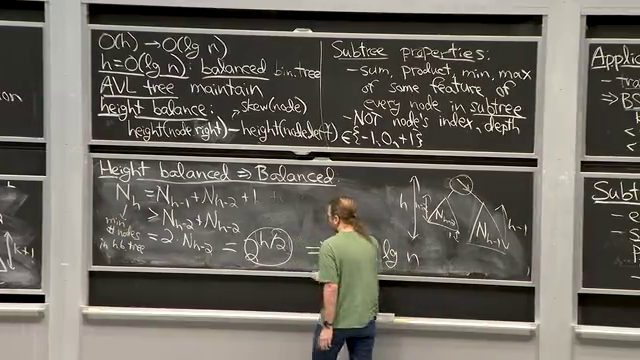 O(h) → O(lg n)
h=O(lg n): balanced bin. tree
AVL tree maintain
height balance: skew(node)
height(node.right)-height(node.left)
∈{-1,0,+1}
Subtree properties:
- sum, product, min, max
of some feature of
every node in subtree
- NOT node's index, depth
Height balanced ⇒ Balanced
N_h = N_{h-1} + N_{h-2} + 1
≥ N_{h-2} + N_{h-2}
= 2 · N_{h-2} = 2^{h/2}
min # nodes
in h.b. tree
lg n
h
h-2
N_{h-2}
N_{h-1}
h-1
k+1
Applic
Subt